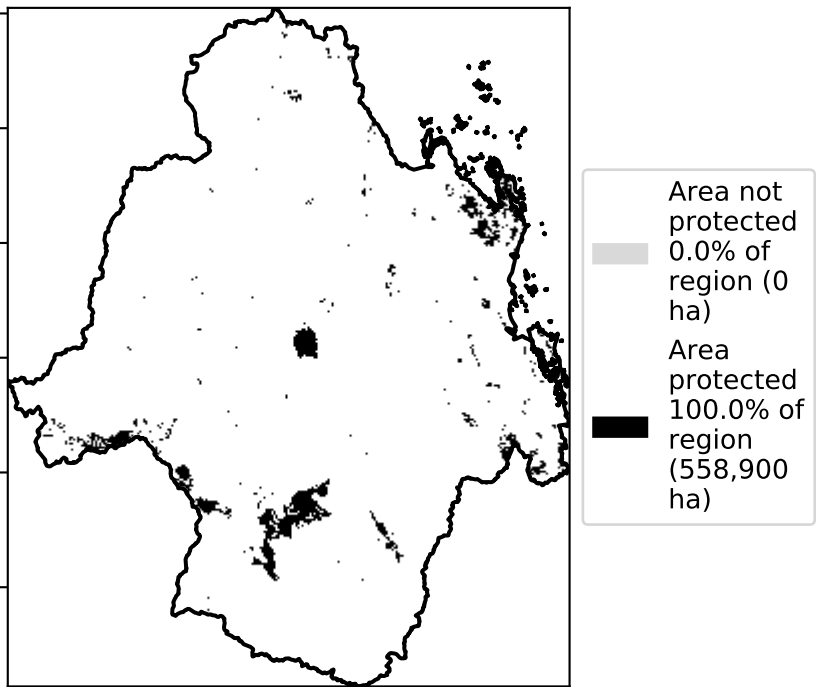 Area not
protected
0.0% of
region (0
ha)
Area
protected
100.0% of
region
(558,900
ha)